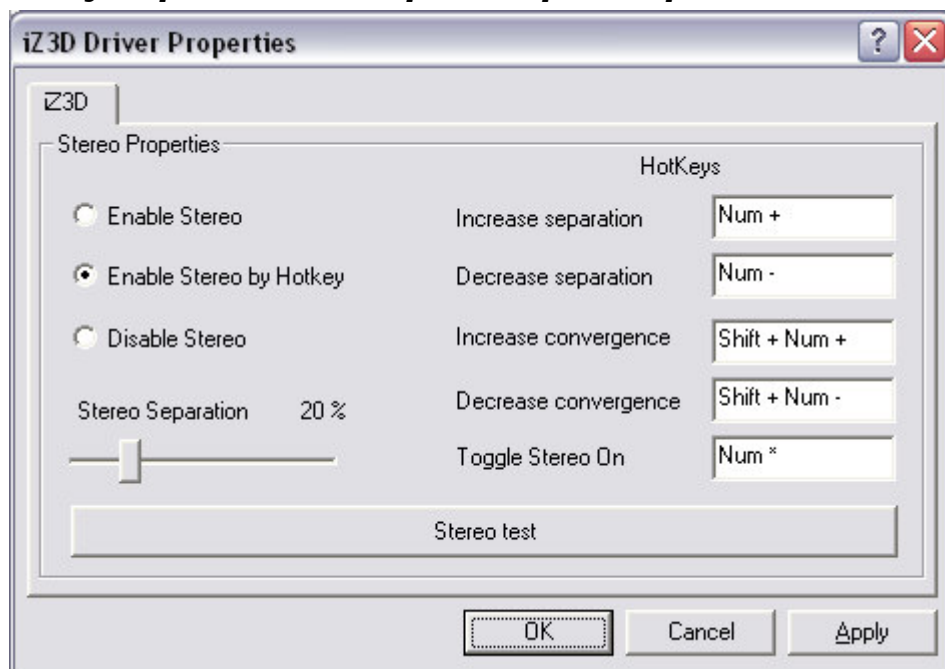 iZ3D Driver Properties
iZ3D
Stereo Properties
HotKeys
Enable Stereo
Increase separation
Num +
Enable Stereo by Hotkey
Decrease separation
Num -
Disable Stereo
Increase convergence
Shift + Num +
Stereo Separation
20 %
Decrease convergence
Shift + Num -
Toggle Stereo On
Num *
Stereo test
OK
Cancel
Apply